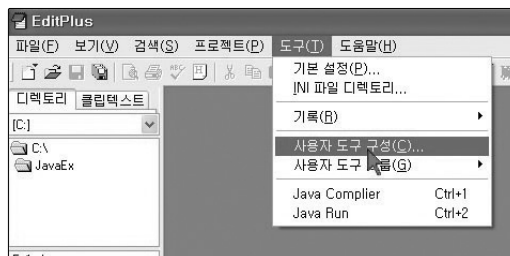 EditPlus
파일(F) 보기(V) 검색(S) 프로젝트(P) 도구(T) 도움말(H)
기본 설정(P)...
INI 파일 디렉토리...
기록(R)
사용자 도구 구성(C)...
사용자 도구 그룹(G)
Java Complier Ctrl+1
Java Run Ctrl+2
디렉토리 클립텍스트
[C:]
C:\
JavaEx